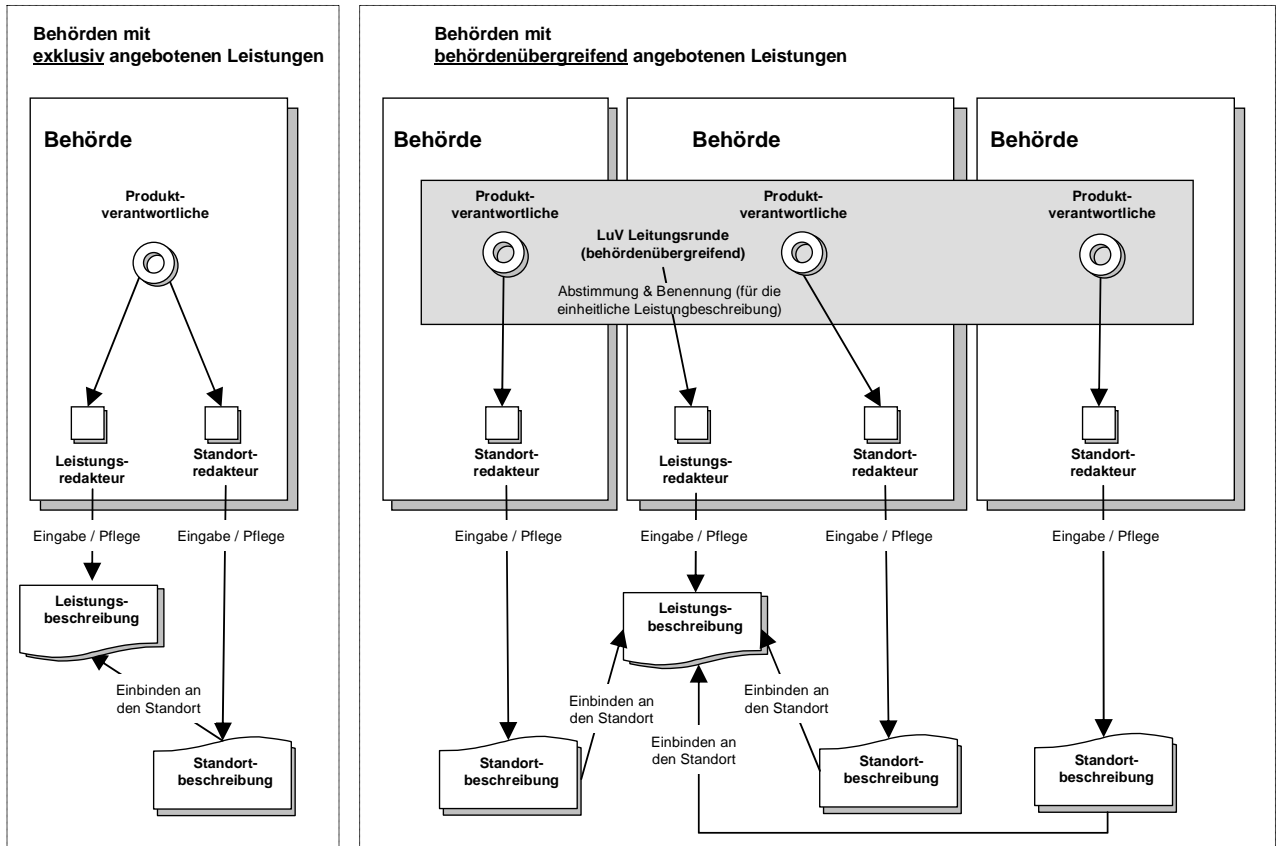 Behörden mit
exklusiv angebotenen Leistungen
Behörde
Produkt-
verantwortliche
Leistungs-
redakteur
Standort-
redakteur
Eingabe / Pflege
Eingabe / Pflege
Leistungs-
beschreibung
Einbinden an
den Standort
Standort-
beschreibung
Behörden mit
behördenübergreifend angebotenen Leistungen
Behörde
Behörde
Behörde
Produkt-
verantwortliche
Produkt-
verantwortliche
Produkt-
verantwortliche
LuV Leitungsrunde
(behördenübergreifend)
Abstimmung & Benennung (für die
einheitliche Leistungbeschreibung)
Standort-
redakteur
Leistungs-
redakteur
Standort-
redakteur
Standort-
redakteur
Eingabe / Pflege
Eingabe / Pflege
Eingabe / Pflege
Eingabe / Pflege
Leistungs-
beschreibung
Einbinden an
den Standort
Einbinden an
den Standort
Einbinden an
den Standort
Standort-
beschreibung
Standort-
beschreibung
Standort-
beschreibung